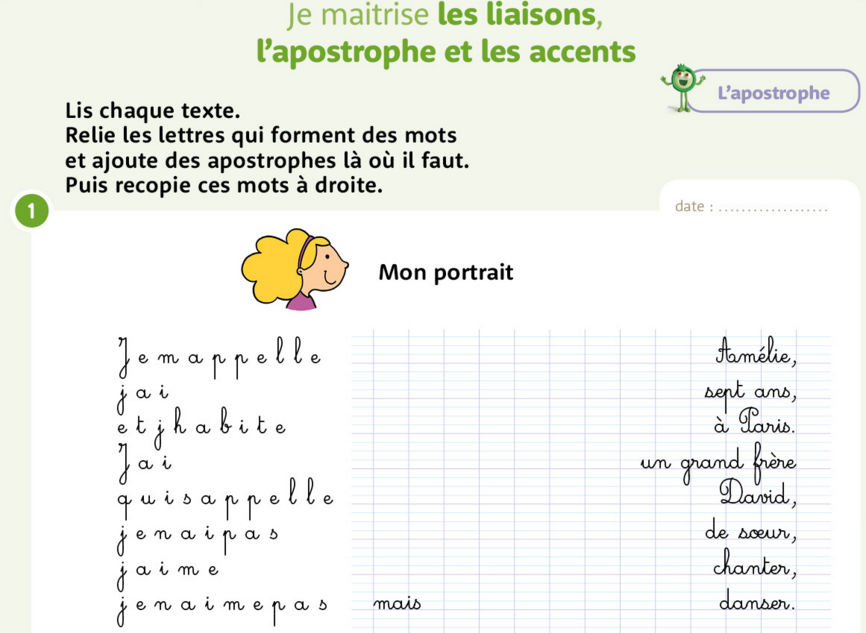 Je maitrise les liaisons,
l'apostrophe et les accents
L'apostrophe
Lis chaque texte.
Relie les lettres qui forment des mots
et ajoute des apostrophes là où il faut.
Puis recopie ces mots à droite.
1
date : ...................
Mon portrait
J e m a p p e l l e Amélie,
j a i sept ans,
e t j h a b i t e à Paris.
J a i un grand frère
q u i s a p p e l l e David,
j e n a i p a s de sœur,
j a i m e chanter,
j e n a i m e p a s mais danser.